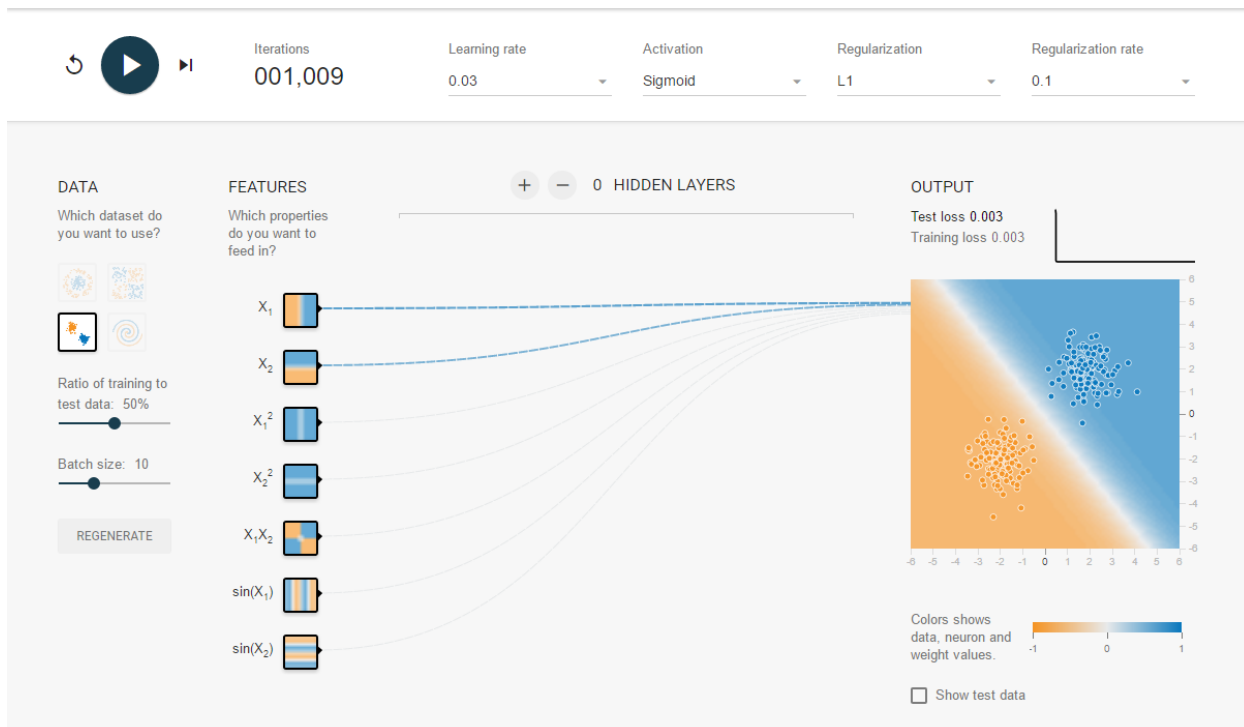 Iterations
001,009
Learning rate
0.03
Activation
Sigmoid
Regularization
L1
Regularization rate
0.1
DATA
Which dataset do
you want to use?
Ratio of training to
test data: 50%
Batch size: 10
REGENERATE
FEATURES
Which properties
do you want to
feed in?
X₁
X₂
X₁²
X₂²
X₁X₂
sin(X₁)
sin(X₂)
+ − 0 HIDDEN LAYERS
OUTPUT
Test loss 0.003
Training loss 0.003
6
5
4
3
2
1
0
-1
-2
-3
-4
-5
-6
-6 -5 -4 -3 -2 -1 0 1 2 3 4 5 6
Colors shows
data, neuron and
weight values.
-1 0 1
Show test data